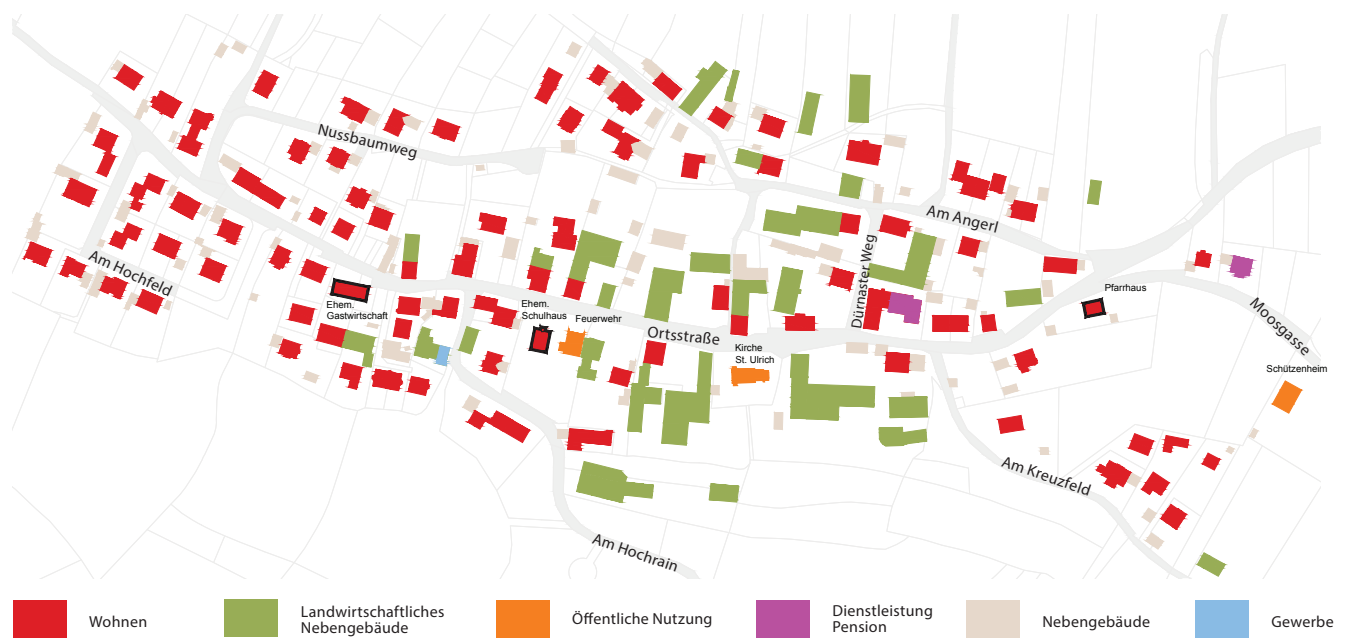 Nussbaumweg
Am Hochfeld
Ehem.
Gastwirtschaft
Ehem.
Schulhaus
Feuerwehr
Ortsstraße
Kirche
St. Ulrich
Dürnaster Weg
Am Angerl
Pfarrhaus
Moosgasse
Schützenheim
Am Kreuzfeld
Am Hochrain
Wohnen
Landwirtschaftliches
Nebengebäude
Öffentliche Nutzung
Dienstleistung
Pension
Nebengebäude
Gewerbe